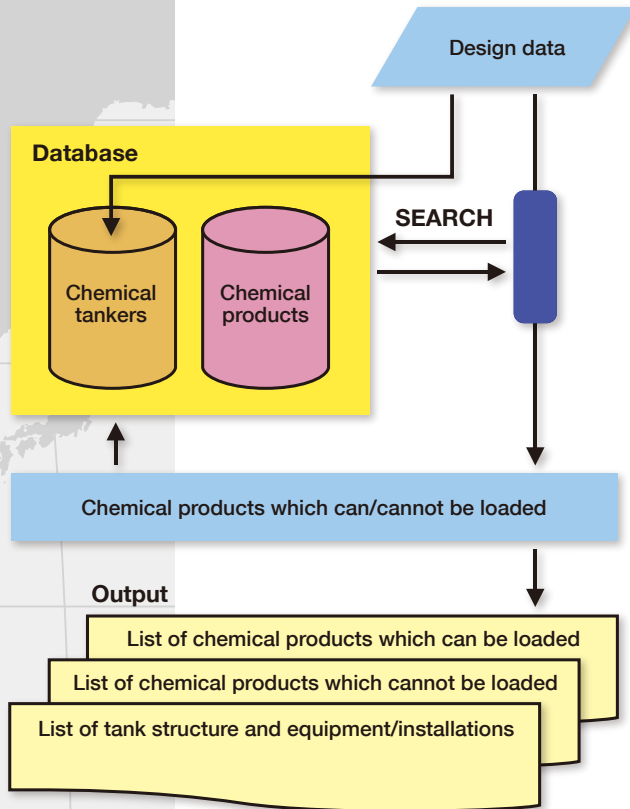 Design data
Database
SEARCH
Chemical
tankers
Chemical
products
Chemical products which can/cannot be loaded
Output
List of chemical products which can be loaded
List of chemical products which cannot be loaded
List of tank structure and equipment/installations